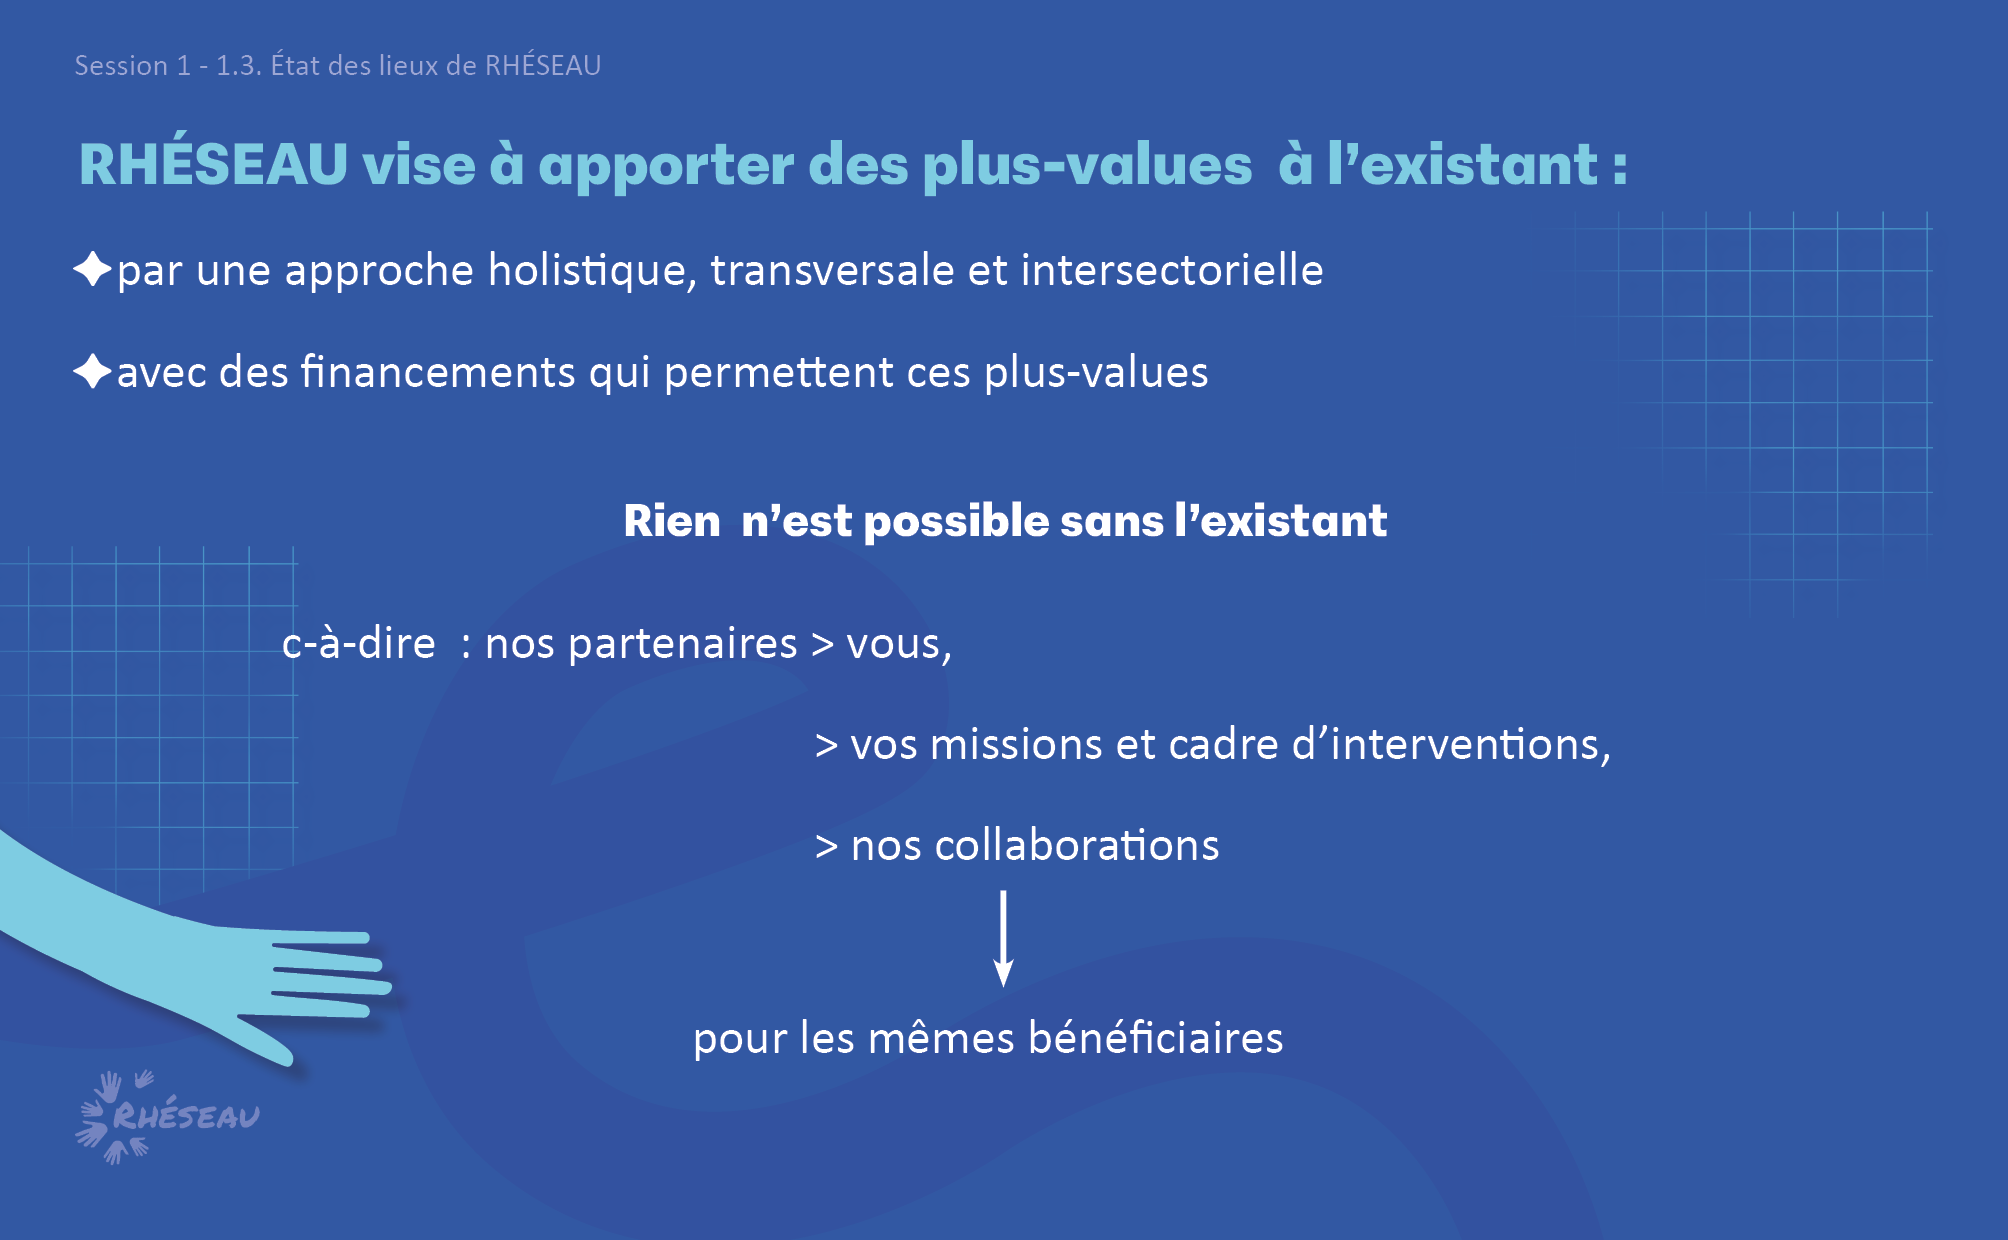 Session 1 - 1.3. État des lieux de RHÉSEAU
RHÉSEAU vise à apporter des plus-values à l’existant :
par une approche holistique, transversale et intersectorielle
avec des financements qui permettent ces plus-values
Rien n’est possible sans l’existant
c-à-dire : nos partenaires > vous,
> vos missions et cadre d’interventions,
> nos collaborations
pour les mêmes bénéficiaires
RHÉSEAU